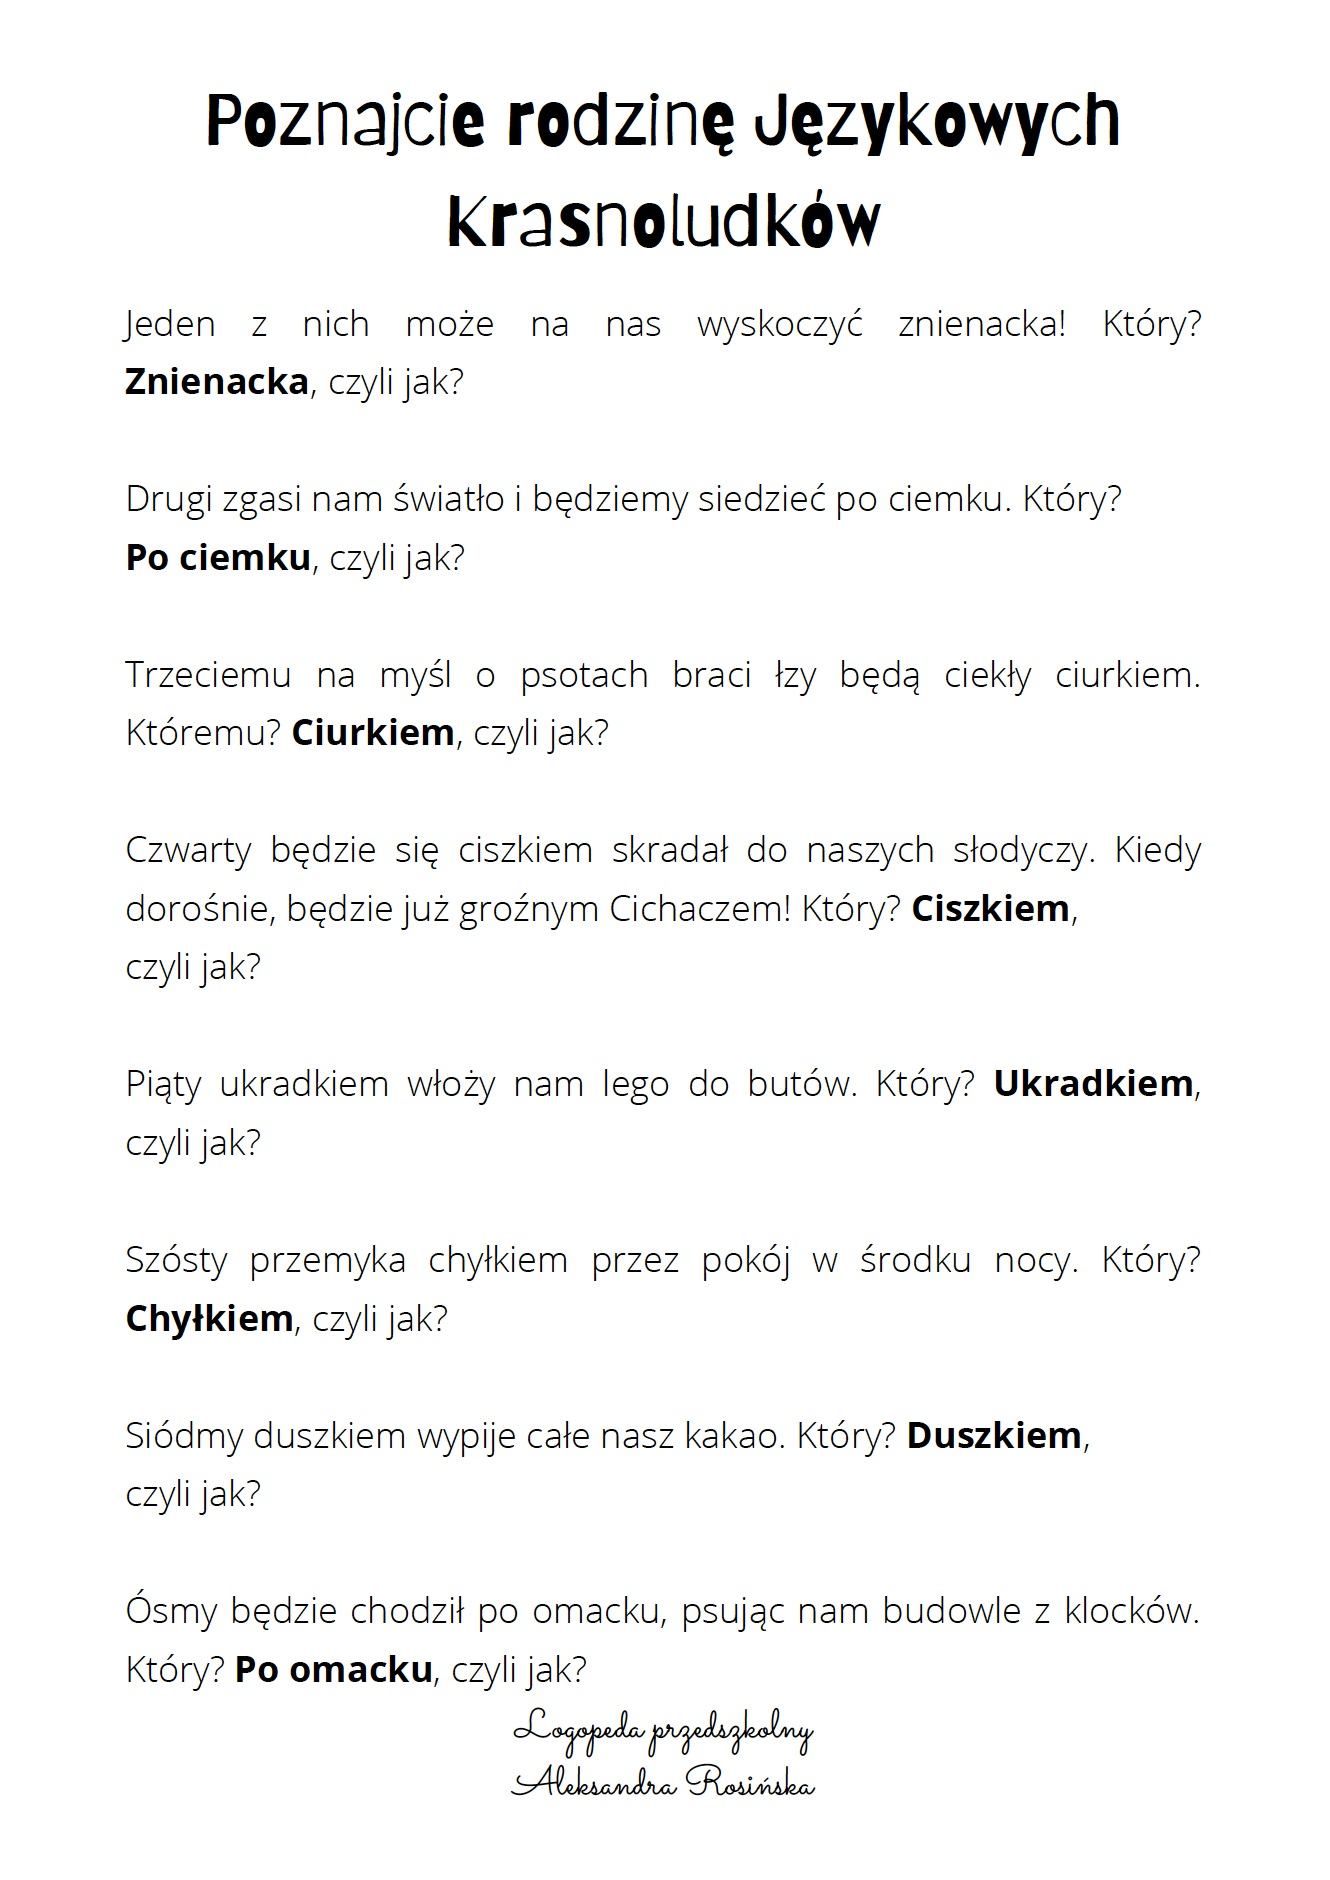 Poznajcie rodzinę Językowych
Krasnoludków
Jeden z nich może na nas wyskoczyć znienacka! Który?
Znienacka, czyli jak?
Drugi zgasi nam światło i będziemy siedzieć po ciemku. Który?
Po ciemku, czyli jak?
Trzeciemu na myśl o psotach braci łzy będą ciekły ciurkiem.
Któremu? Ciurkiem, czyli jak?
Czwarty będzie się ciszkiem skradał do naszych słodyczy. Kiedy
dorośnie, będzie już groźnym Cichaczem! Który? Ciszkiem,
czyli jak?
Piąty ukradkiem włoży nam lego do butów. Który? Ukradkiem,
czyli jak?
Szósty przemyka chyłkiem przez pokój w środku nocy. Który?
Chyłkiem, czyli jak?
Siódmy duszkiem wypije całe nasz kakao. Który? Duszkiem,
czyli jak?
Ósmy będzie chodził po omacku, psując nam budowle z klocków.
Który? Po omacku, czyli jak?
Logopeda przedszkolny
Aleksandra Rosińska